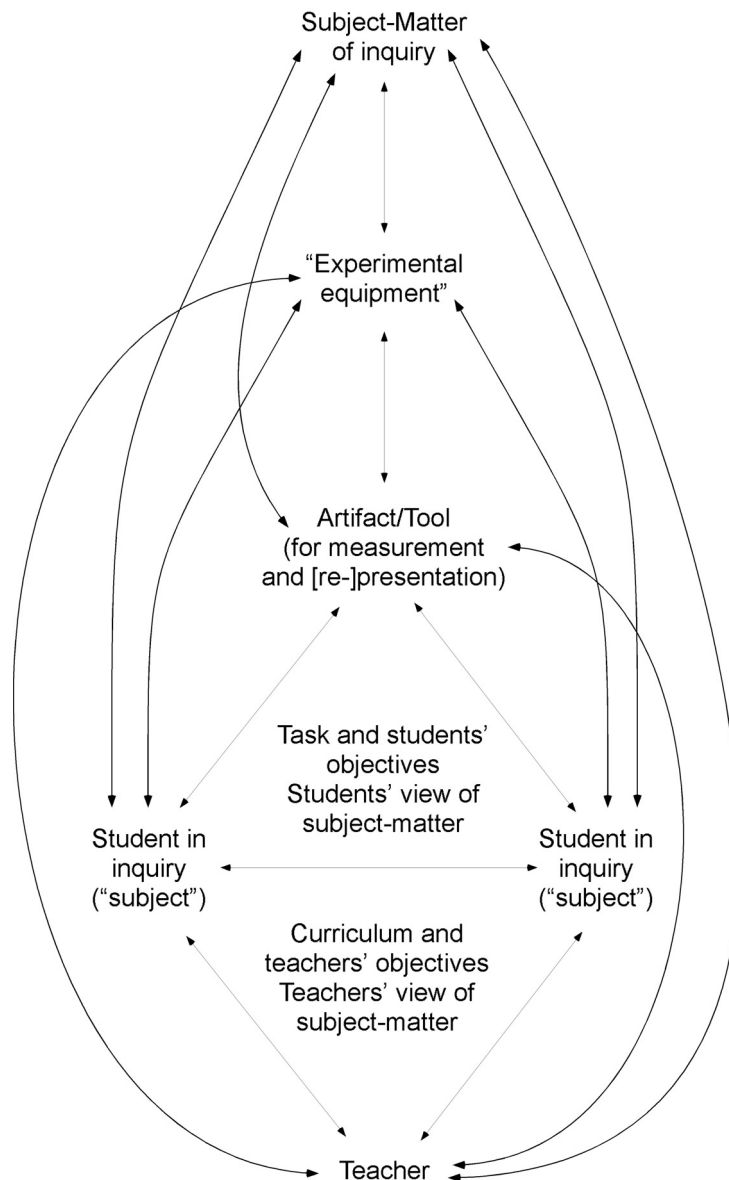 Subject-Matter
of inquiry
“Experimental
equipment”
Artifact/Tool
(for measurement
and [re-]presentation)
Task and students’
objectives
Students’ view of
subject-matter
Student in
inquiry
(“subject”)
Student in
inquiry
(“subject”)
Curriculum and
teachers’ objectives
Teachers’ view of
subject-matter
Teacher